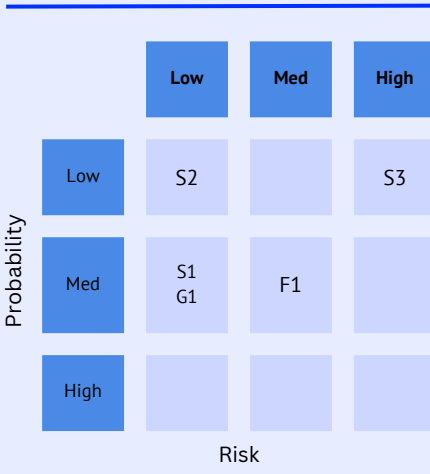 Low Med High
Low S2 S3
Probability
Med S1 G1 F1
High
Risk